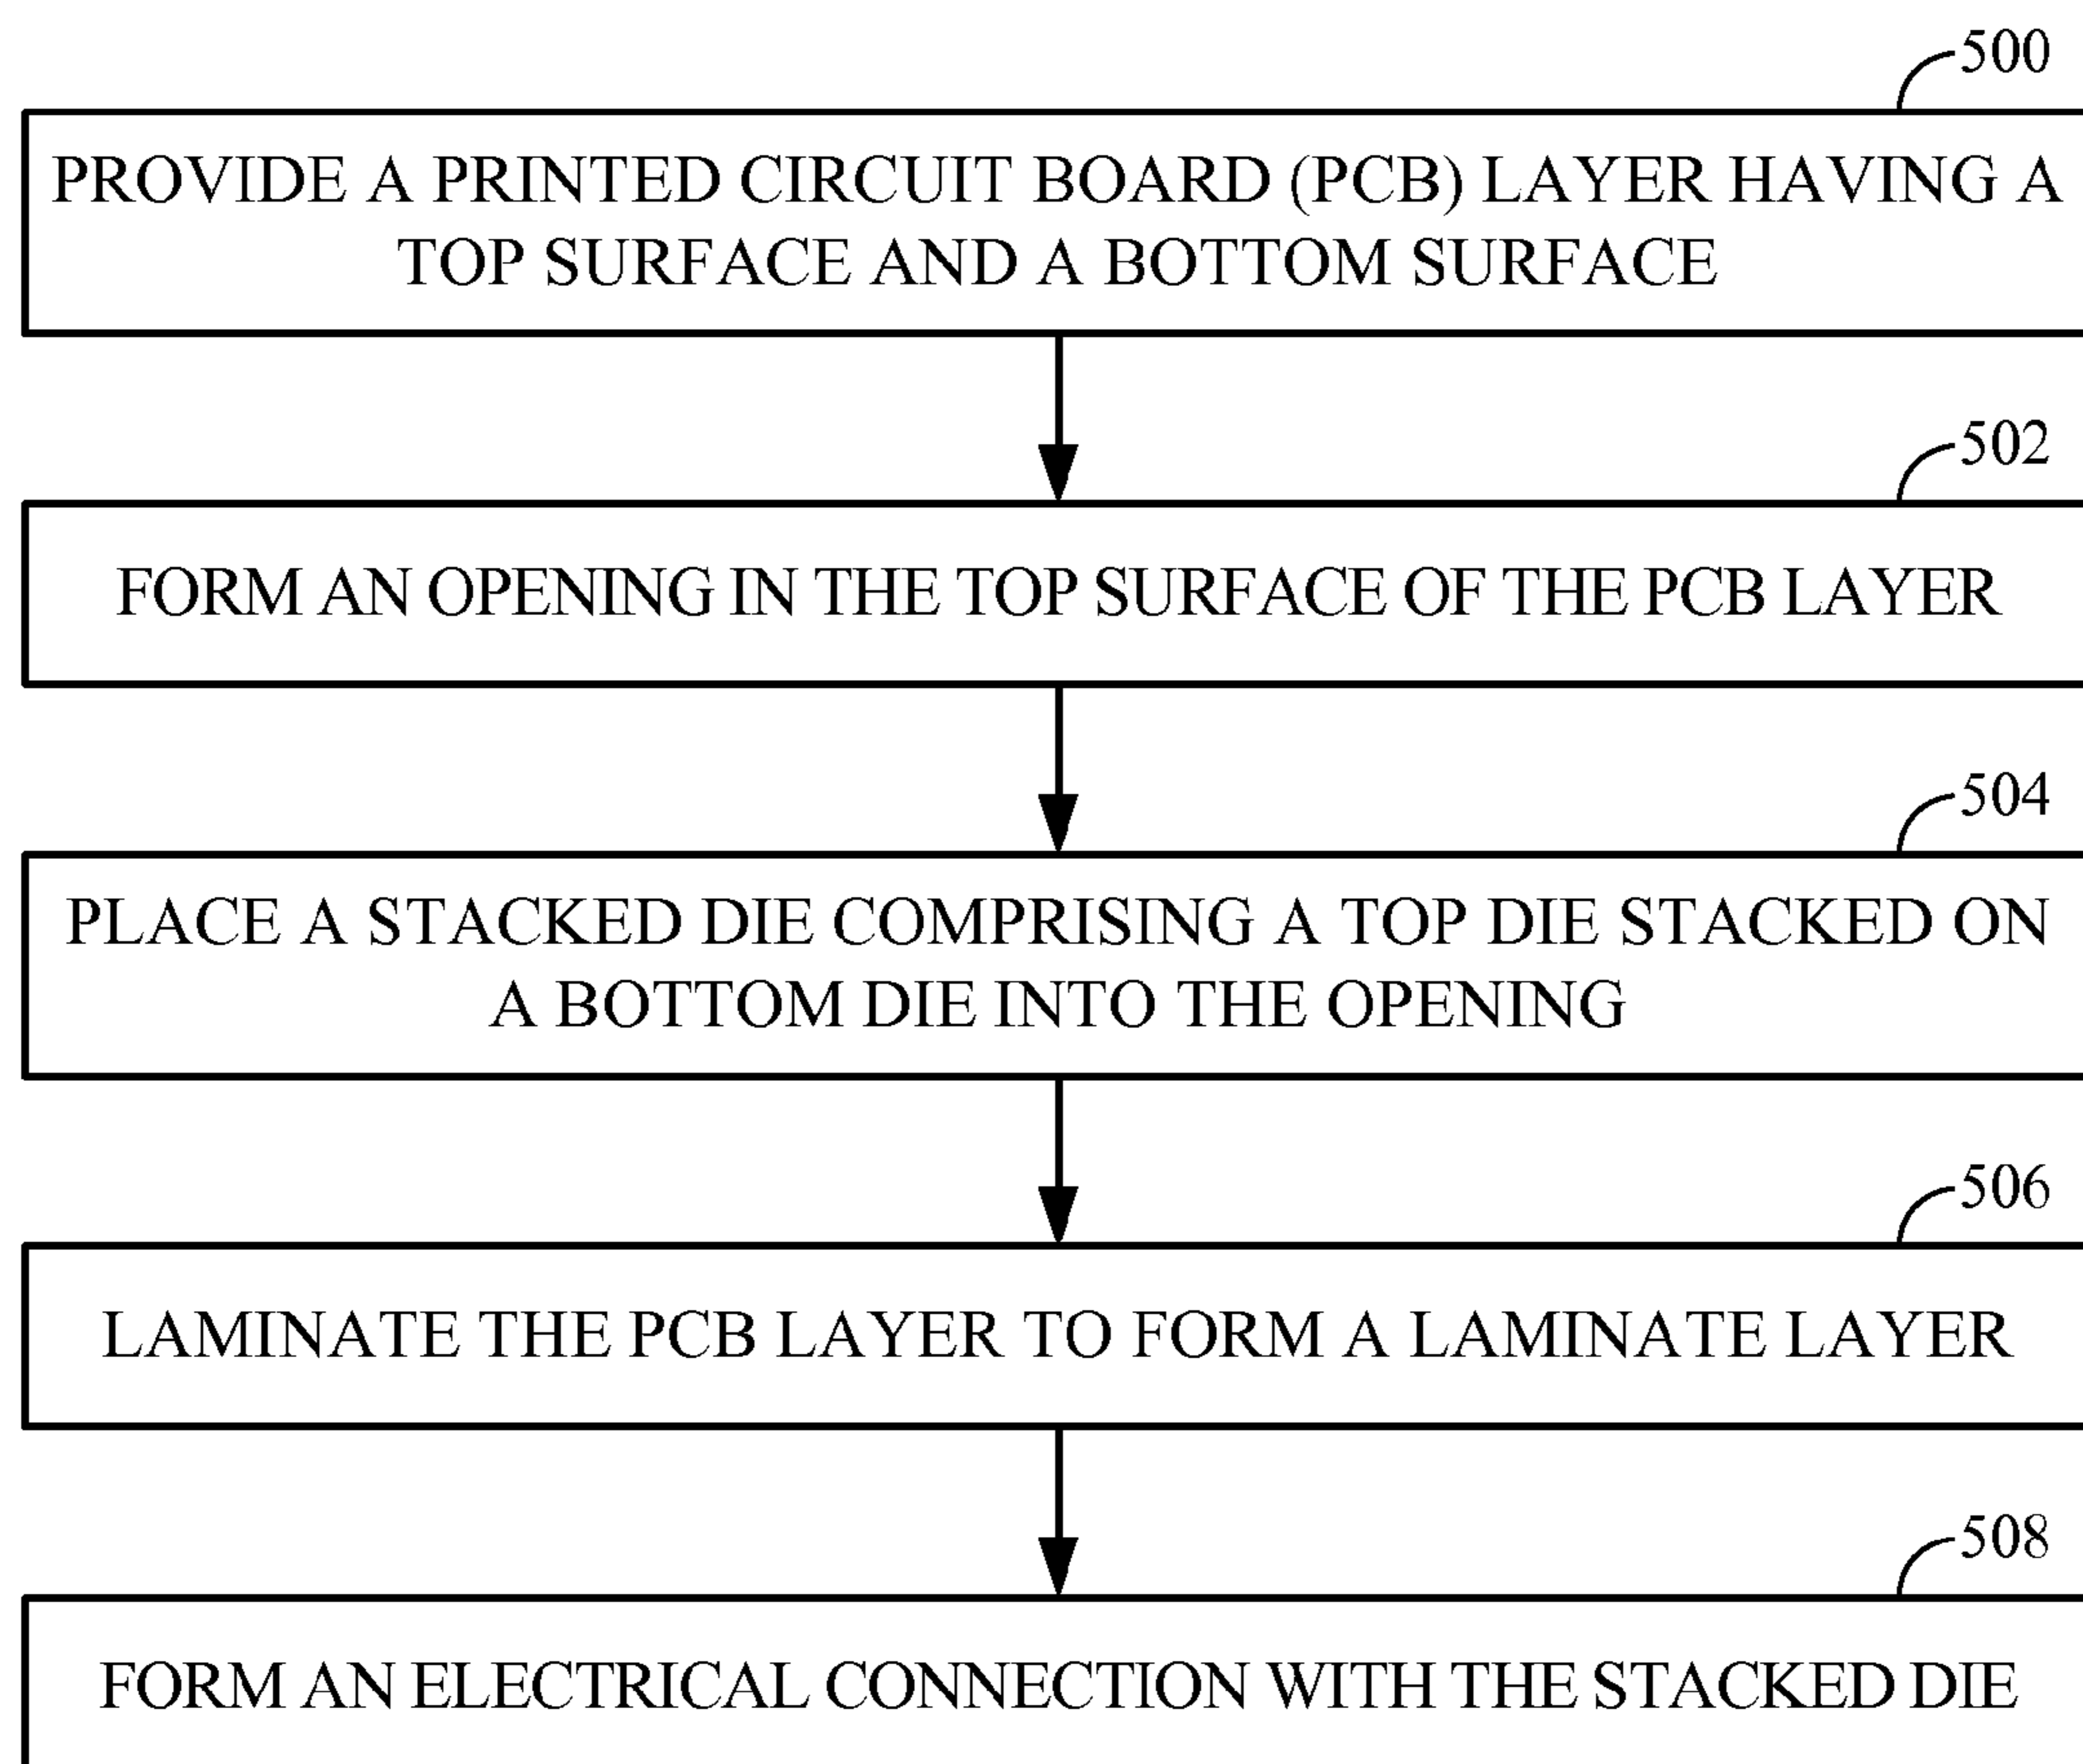 500
PROVIDE A PRINTED CIRCUIT BOARD (PCB) LAYER HAVING A
TOP SURFACE AND A BOTTOM SURFACE
502
FORM AN OPENING IN THE TOP SURFACE OF THE PCB LAYER
504
PLACE A STACKED DIE COMPRISING A TOP DIE STACKED ON
A BOTTOM DIE INTO THE OPENING
506
LAMINATE THE PCB LAYER TO FORM A LAMINATE LAYER
508
FORM AN ELECTRICAL CONNECTION WITH THE STACKED DIE